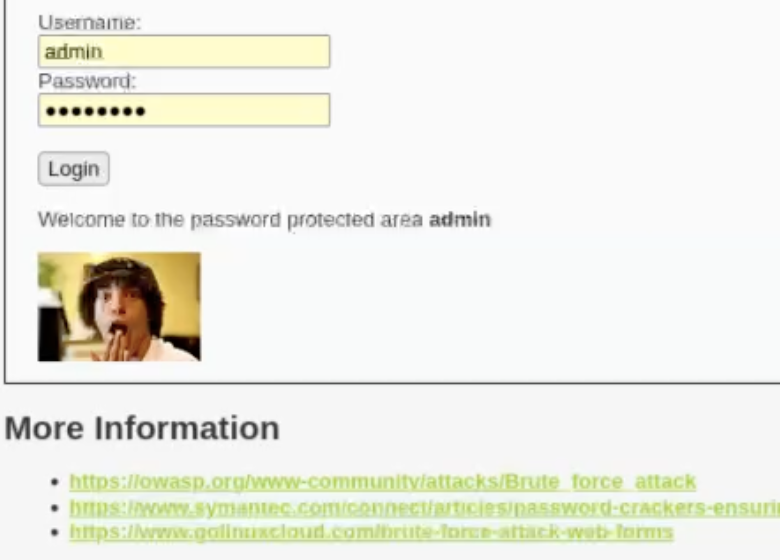 Username:
admin
Password:
••••••••
Login
Welcome to the password protected area admin
More Information
https://owasp.org/www-community/attacks/Brute_force_attack
https://www.symantec.com/connect/articles/password-crackers-ensuri
https://www.golinuxcloud.com/brute-force-attack-web-forms